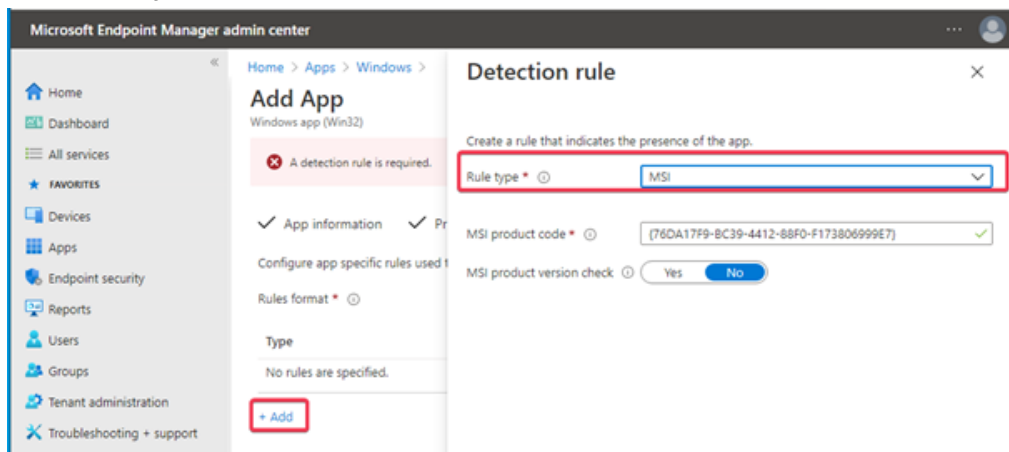 Microsoft Endpoint Manager admin center
...
«
Home
Dashboard
All services
FAVORITES
Devices
Apps
Endpoint security
Reports
Users
Groups
Tenant administration
Troubleshooting + support
Home > Apps > Windows >
Add App
Windows app (Win32)
A detection rule is required.
App information Pr
Configure app specific rules used t
Rules format *
Type
No rules are specified.
+ Add
Detection rule
Create a rule that indicates the presence of the app.
Rule type * MSI
MSI product code * {76DA17F9-BC39-4412-88F0-F173806999E7}
MSI product version check Yes No